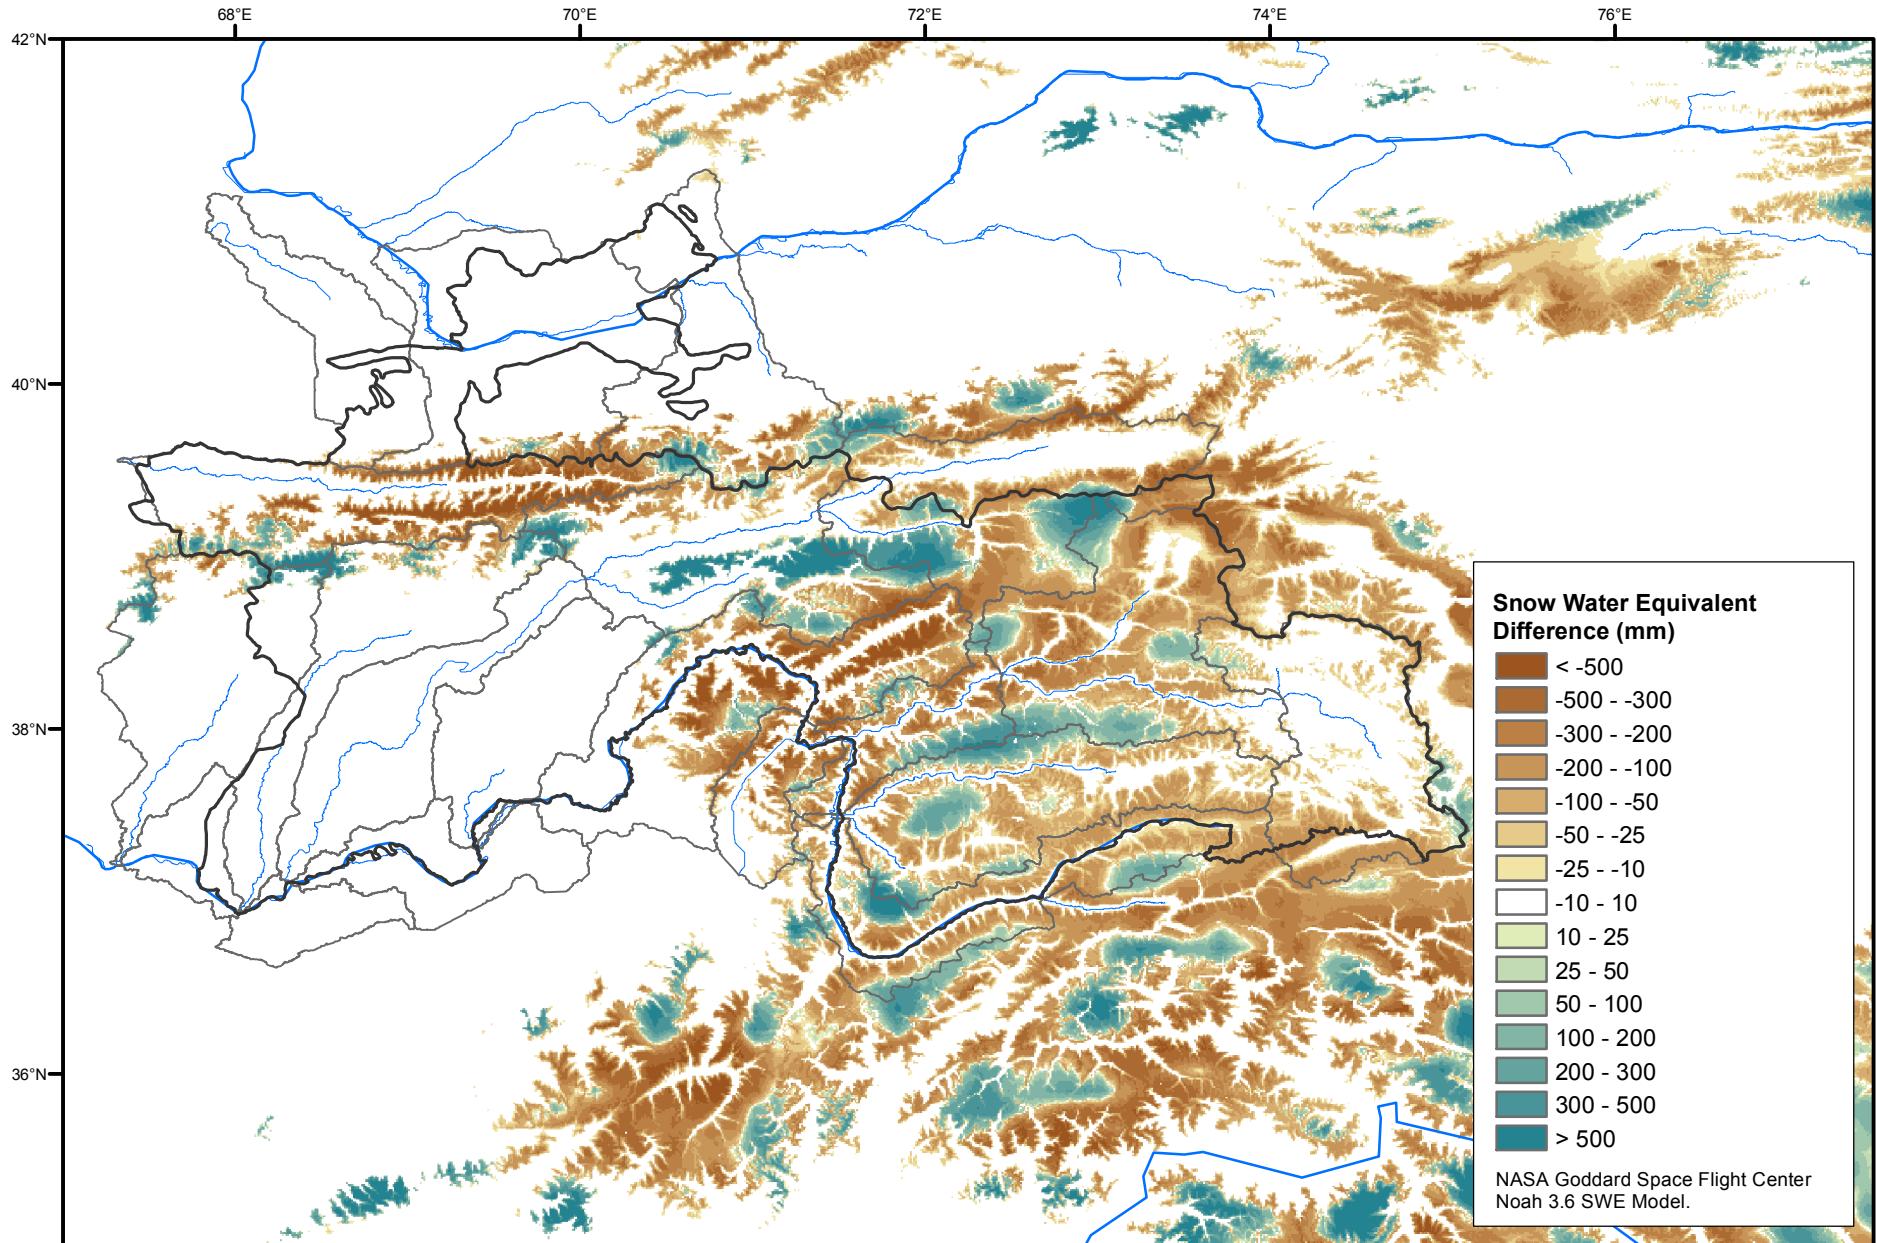 68°E
70°E
72°E
74°E
76°E
42°N
40°N
38°N
36°N
Snow Water Equivalent
Difference (mm)
< -500
-500 - -300
-300 - -200
-200 - -100
-100 - -50
-50 - -25
-25 - -10
-10 - 10
10 - 25
25 - 50
50 - 100
100 - 200
200 - 300
300 - 500
> 500
NASA Goddard Space Flight Center
Noah 3.6 SWE Model.